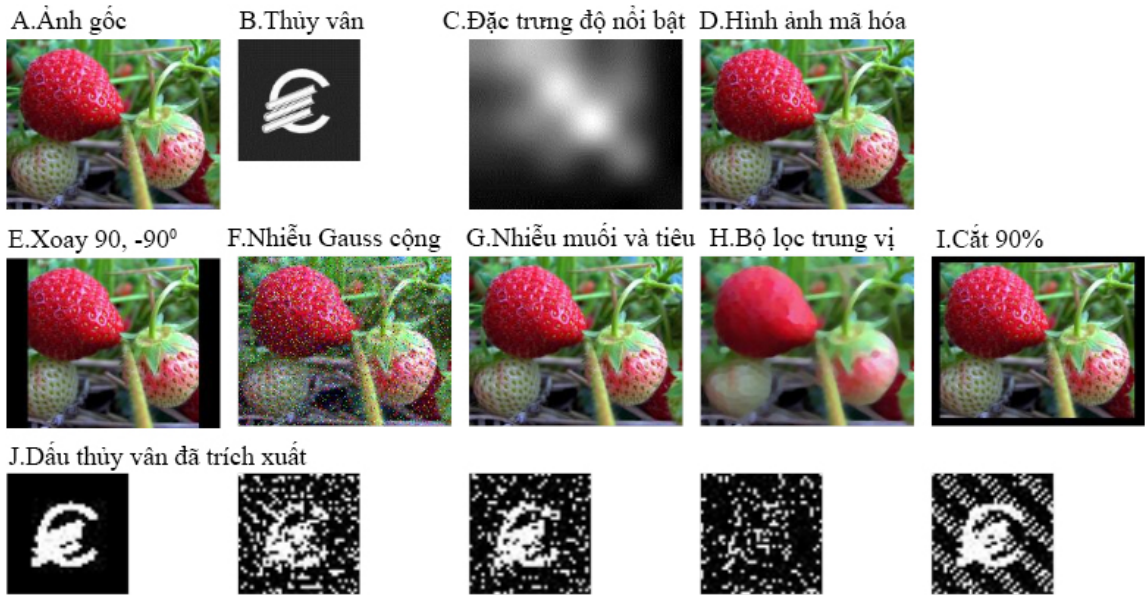 A.Ảnh gốc
B.Thủy vân
C.Đặc trưng độ nổi bật
D.Hình ảnh mã hóa
E.Xoay 90, -90⁰
F.Nhiễu Gauss cộng
G.Nhiễu muối và tiêu
H.Bộ lọc trung vị
I.Cắt 90%
J.Dấu thủy vân đã trích xuất